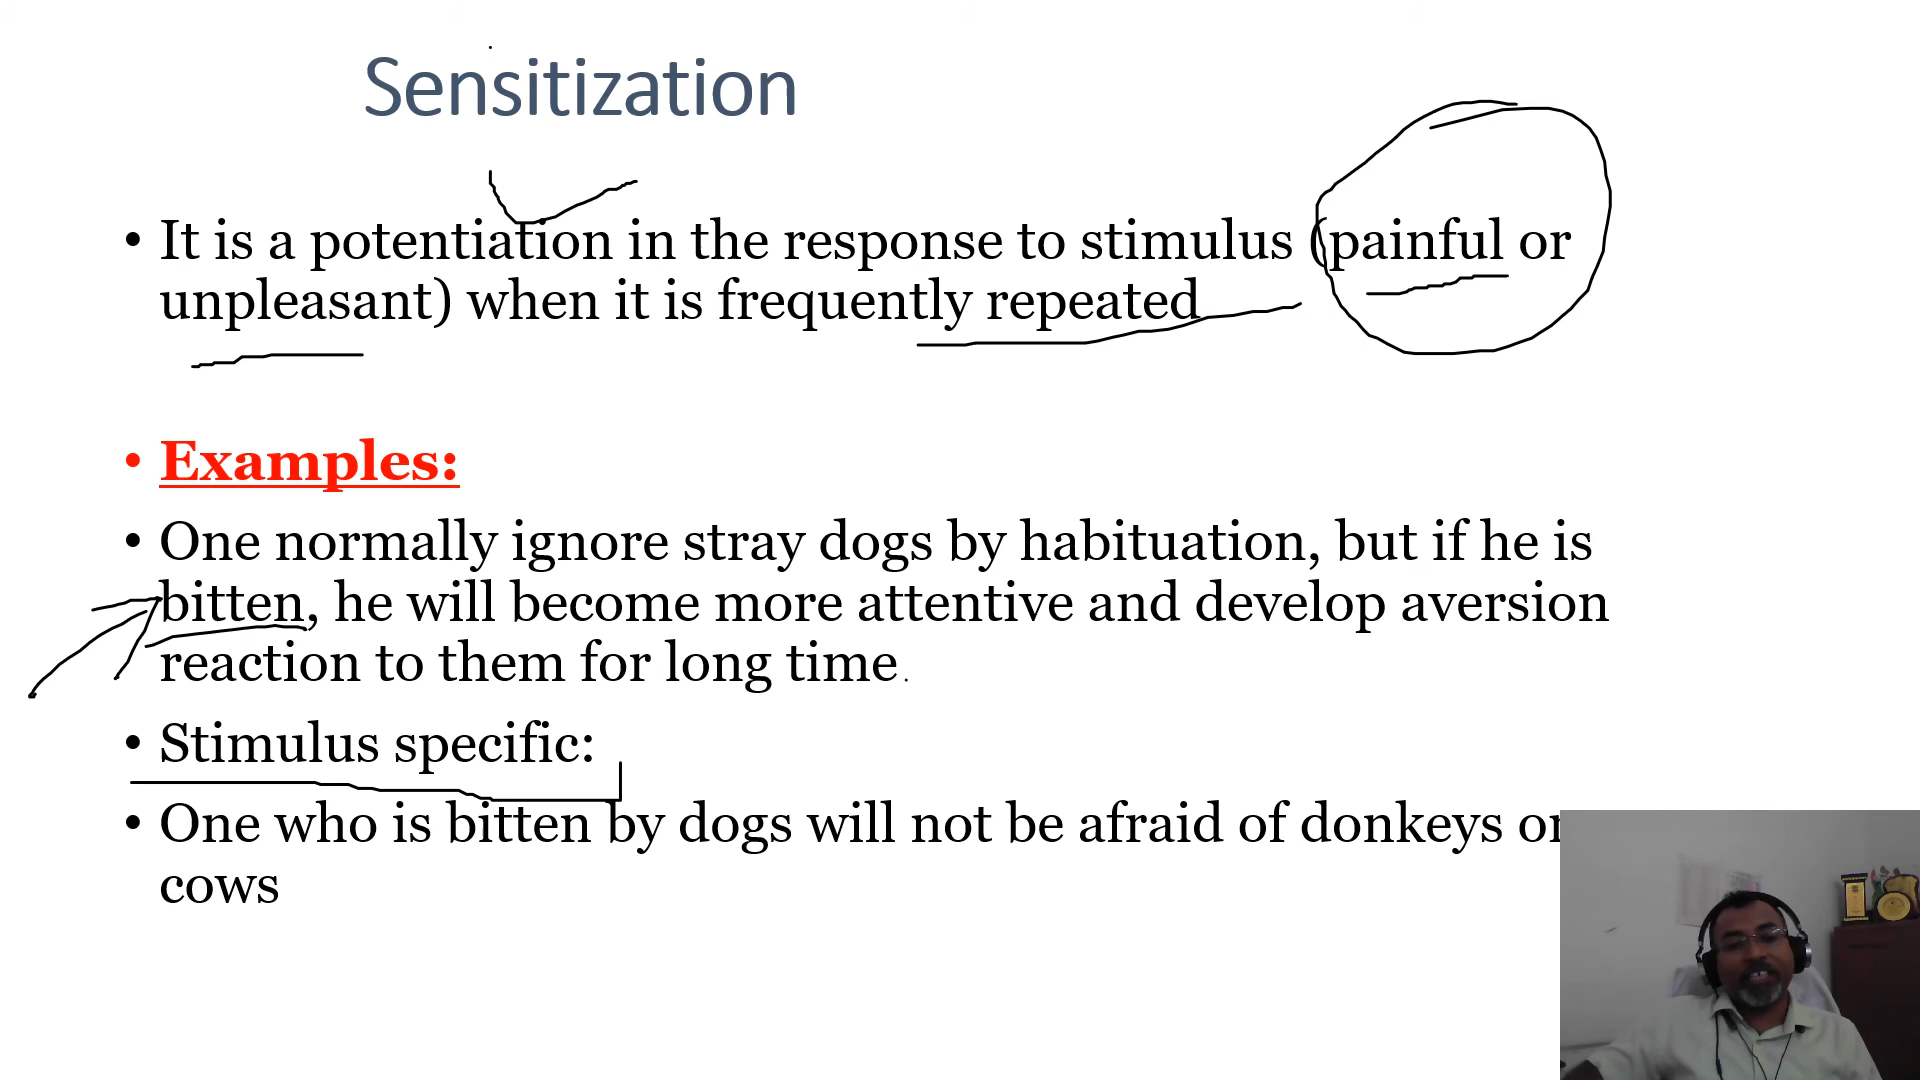 Sensitization
• It is a potentiation in the response to stimulus (painful or
unpleasant) when it is frequently repeated
• Examples:
• One normally ignore stray dogs by habituation, but if he is
bitten, he will become more attentive and develop aversion
reaction to them for long time.
• Stimulus specific:
• One who is bitten by dogs will not be afraid of donkeys or
cows